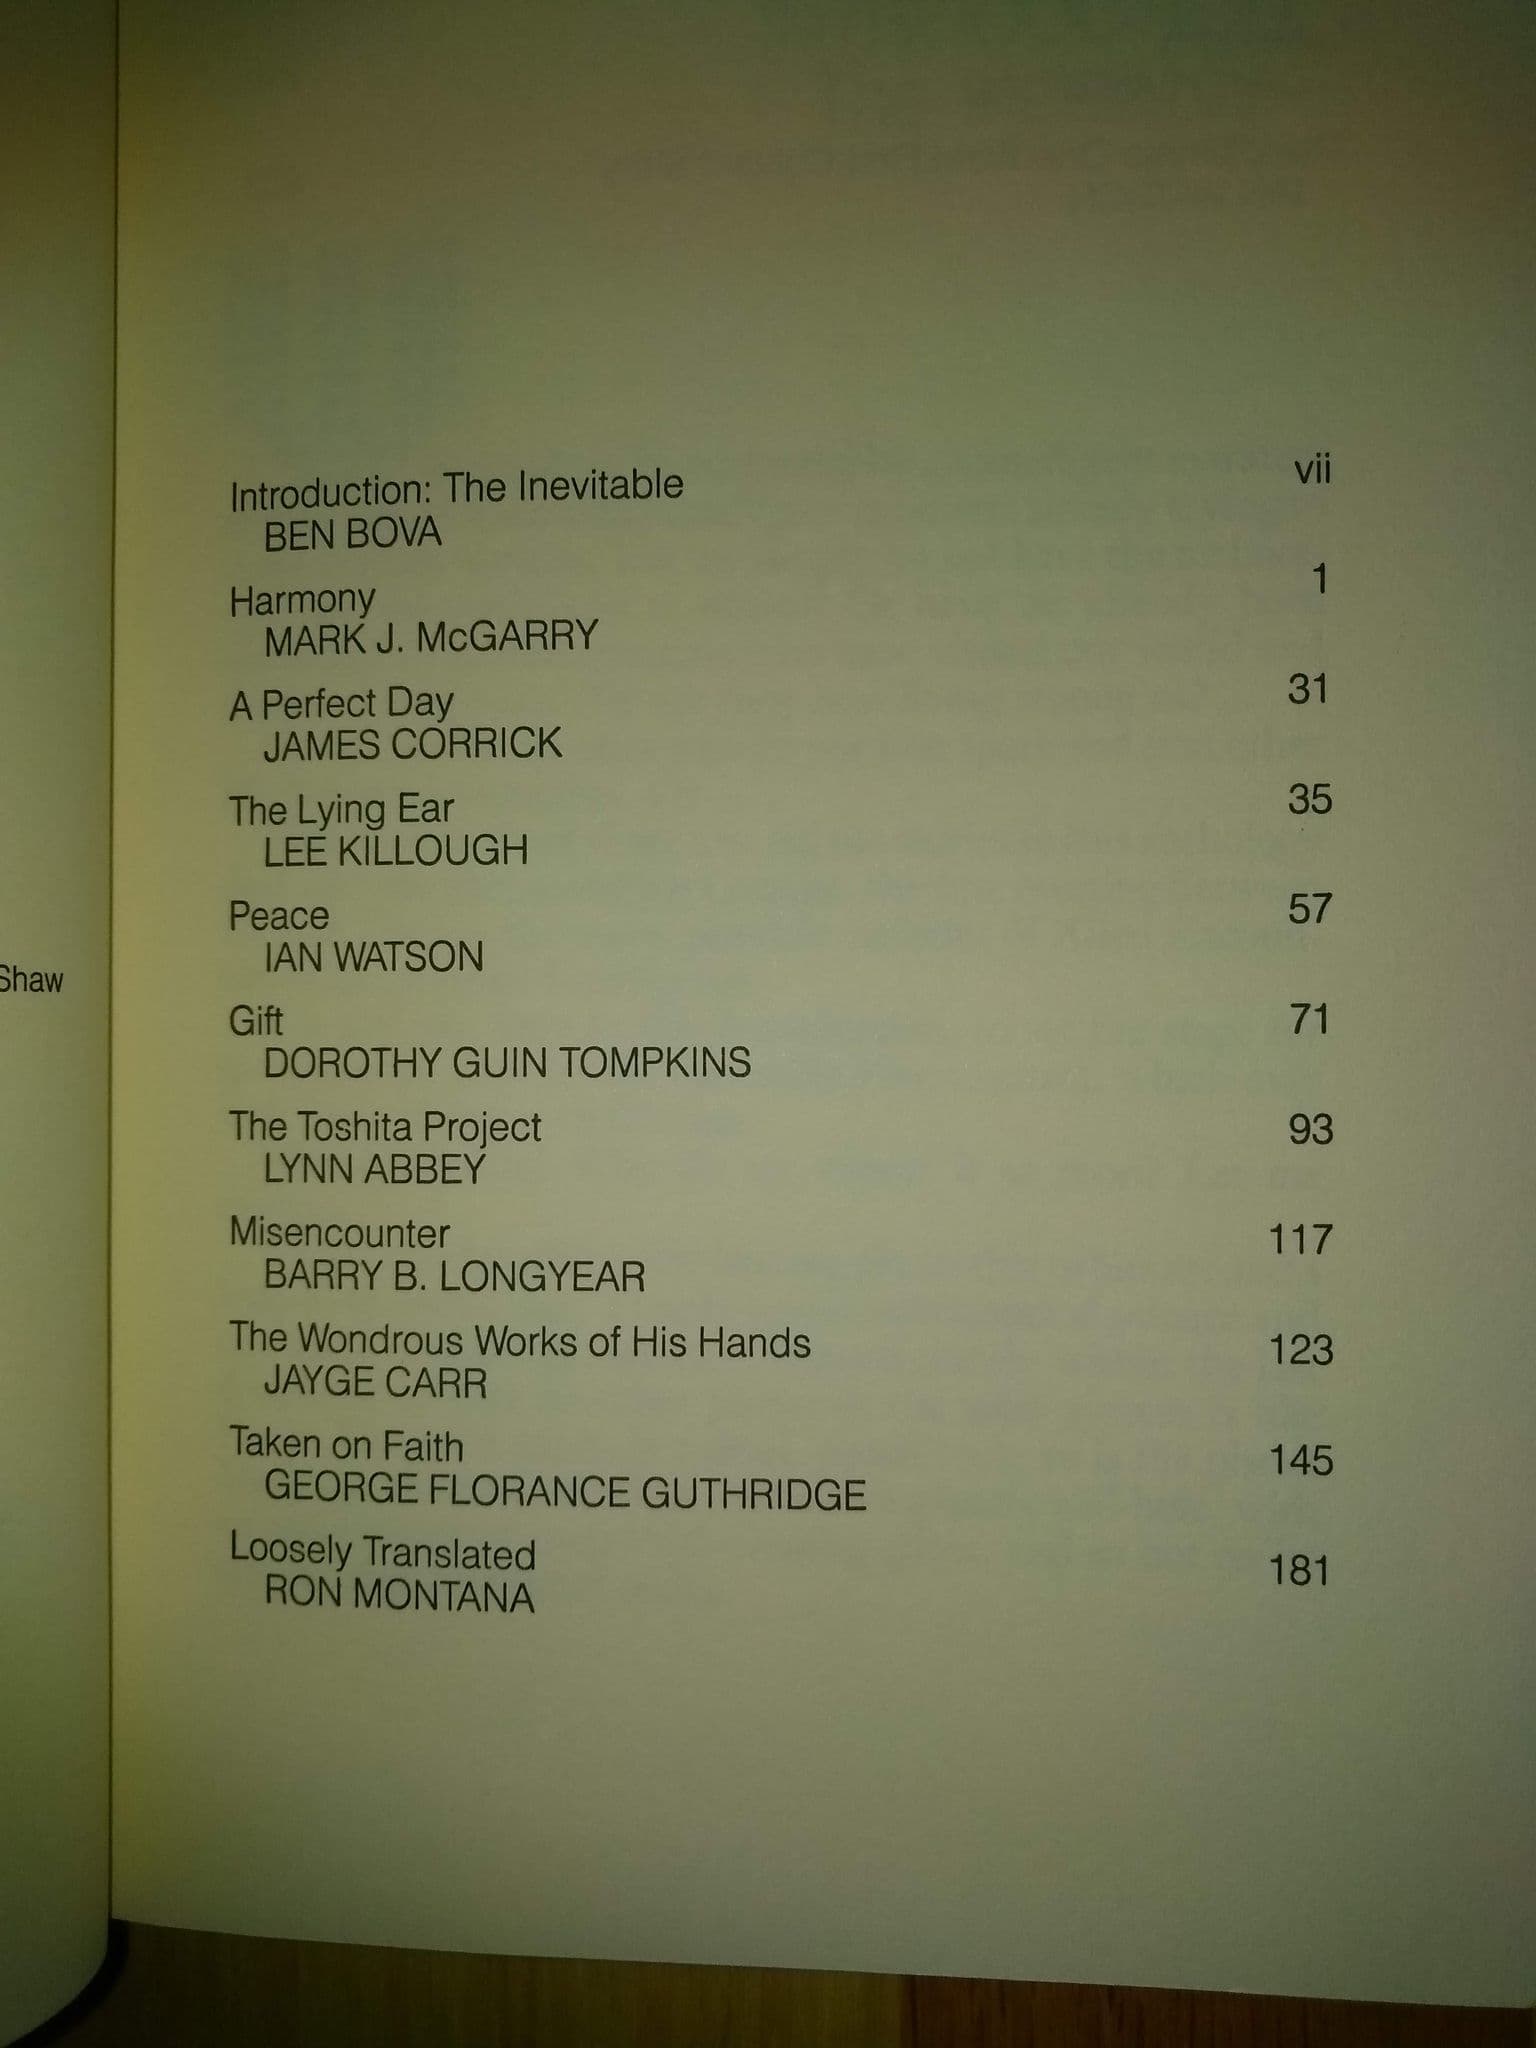 Shaw
Introduction: The Inevitable vii
BEN BOVA
Harmony 1
MARK J. McGARRY
A Perfect Day 31
JAMES CORRICK
The Lying Ear 35
LEE KILLOUGH
Peace 57
IAN WATSON
Gift 71
DOROTHY GUIN TOMPKINS
The Toshita Project 93
LYNN ABBEY
Misencounter 117
BARRY B. LONGYEAR
The Wondrous Works of His Hands 123
JAYGE CARR
Taken on Faith 145
GEORGE FLORANCE GUTHRIDGE
Loosely Translated 181
RON MONTANA